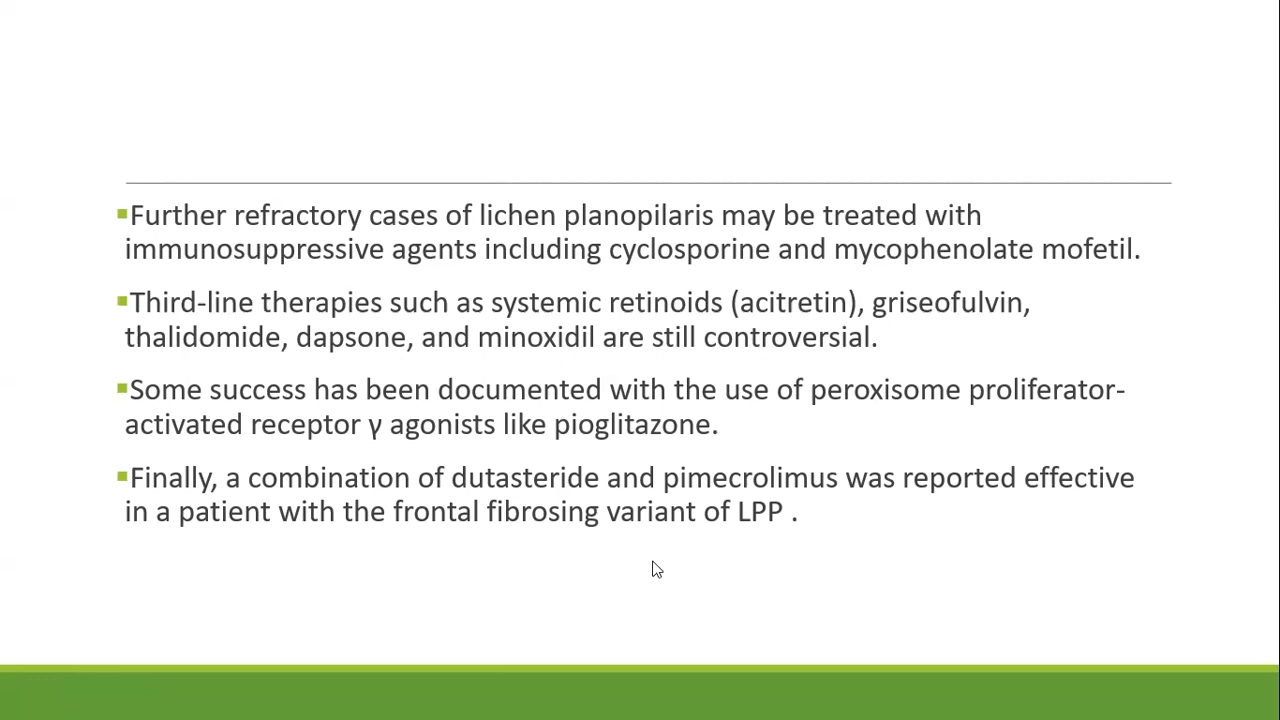 ▪Further refractory cases of lichen planopilaris may be treated with
immunosuppressive agents including cyclosporine and mycophenolate mofetil.
▪Third-line therapies such as systemic retinoids (acitretin), griseofulvin,
thalidomide, dapsone, and minoxidil are still controversial.
▪Some success has been documented with the use of peroxisome proliferator-
activated receptor γ agonists like pioglitazone.
▪Finally, a combination of dutasteride and pimecrolimus was reported effective
in a patient with the frontal fibrosing variant of LPP .